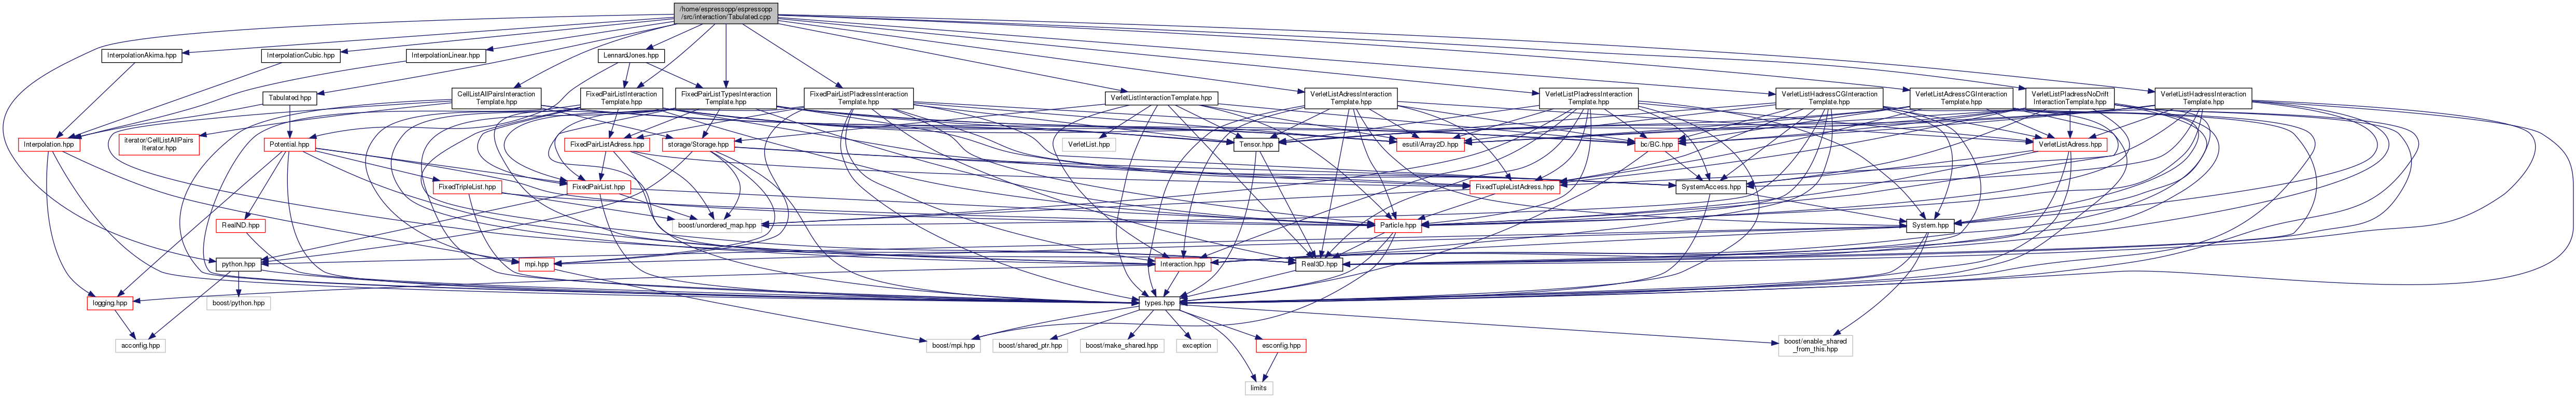 /home/espressopp/espressopp
/src/interaction/Tabulated.cpp
InterpolationAkima.hpp
InterpolationCubic.hpp
InterpolationLinear.hpp
LennardJones.hpp
Tabulated.hpp
CellListAllPairsInteraction
Template.hpp
FixedPairListInteraction
Template.hpp
FixedPairListTypesInteraction
Template.hpp
FixedPairListPIadressInteraction
Template.hpp
VerletListInteractionTemplate.hpp
VerletListAdressInteraction
Template.hpp
VerletListPIadressInteraction
Template.hpp
VerletListHadressCGInteraction
Template.hpp
VerletListAdressCGInteraction
Template.hpp
VerletListPIadressNoDrift
InteractionTemplate.hpp
VerletListHadressInteraction
Template.hpp
Interpolation.hpp
iterator/CellListAllPairs
Iterator.hpp
Potential.hpp
FixedPairListAdress.hpp
storage/Storage.hpp
VerletList.hpp
Tensor.hpp
esutil/Array2D.hpp
bc/BC.hpp
VerletListAdress.hpp
FixedTripleList.hpp
FixedPairList.hpp
FixedTupleListAdress.hpp
SystemAccess.hpp
RealND.hpp
boost/unordered_map.hpp
Particle.hpp
System.hpp
python.hpp
mpi.hpp
Interaction.hpp
Real3D.hpp
logging.hpp
boost/python.hpp
types.hpp
acconfig.hpp
boost/mpi.hpp
boost/shared_ptr.hpp
boost/make_shared.hpp
exception
esconfig.hpp
boost/enable_shared
_from_this.hpp
limits